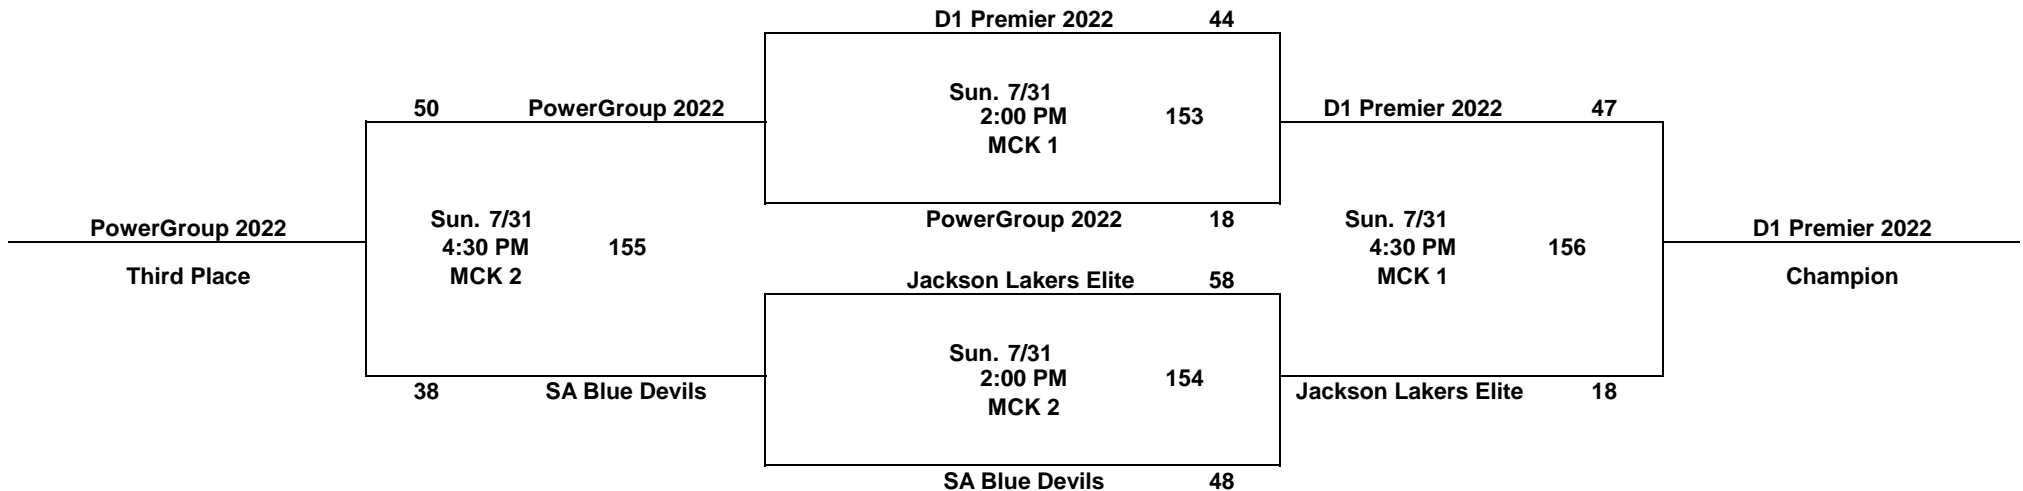 D1 Premier 2022 44
Sun. 7/31
50 PowerGroup 2022 2:00 PM 153 D1 Premier 2022 47
MCK 1
PowerGroup 2022 Sun. 7/31 PowerGroup 2022 18 Sun. 7/31 D1 Premier 2022
4:30 PM 155 4:30 PM 156
Third Place MCK 2 Jackson Lakers Elite 58 MCK 1 Champion
Sun. 7/31
2:00 PM 154
38 SA Blue Devils MCK 2 Jackson Lakers Elite 18
SA Blue Devils 48